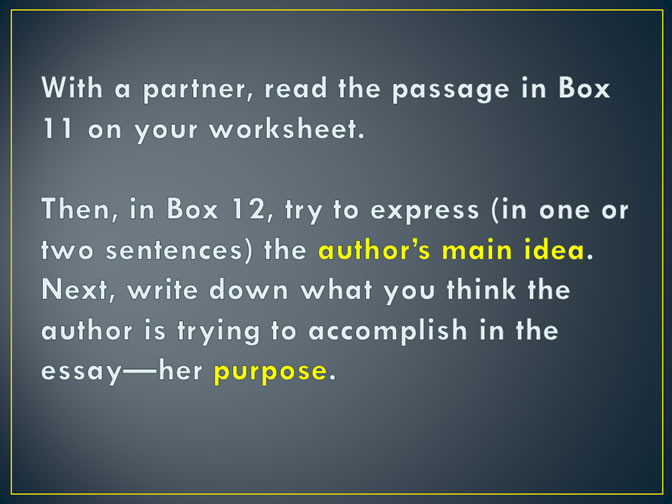 With a partner, read the passage in Box
11 on your worksheet.
Then, in Box 12, try to express (in one or
two sentences) the author’s main idea.
Next, write down what you think the
author is trying to accomplish in the
essay—her purpose.